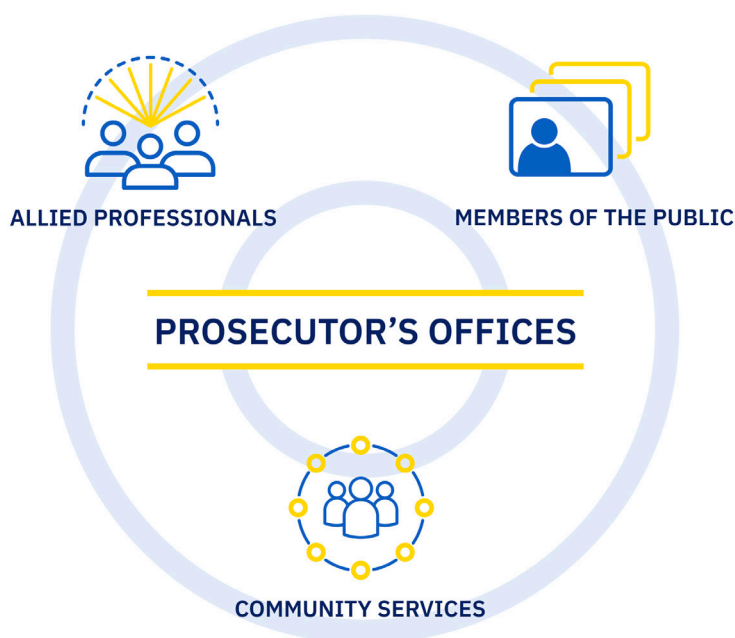 ALLIED PROFESSIONALS
MEMBERS OF THE PUBLIC
PROSECUTOR’S OFFICES
COMMUNITY SERVICES